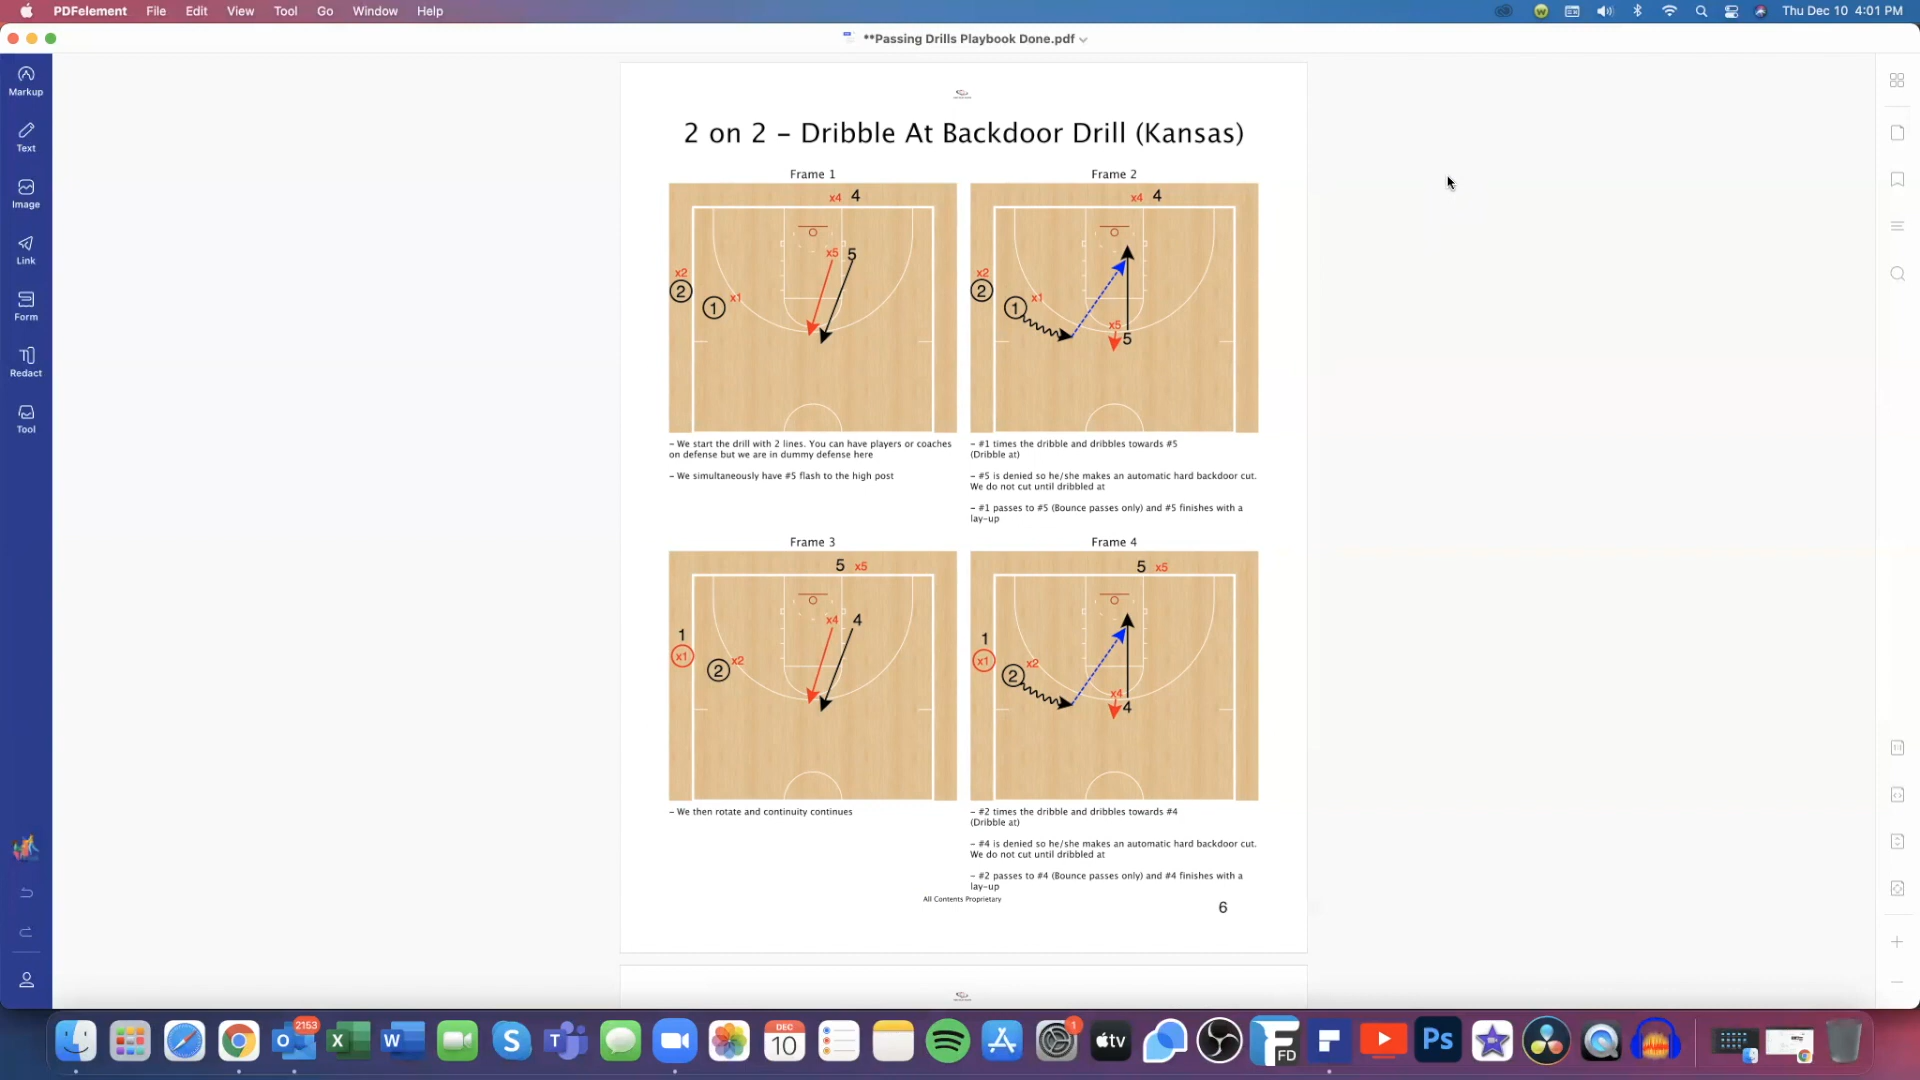 PDFelement File Edit View Tool Go Window Help
Thu Dec 10 4:01 PM
**Passing Drills Playbook Done.pdf
Markup
Text
Image
Link
Form
Redact
Tool
2 on 2 – Dribble At Backdoor Drill (Kansas)
Frame 1
x4 4
x5 5
x2
2
1
x1
– We start the drill with 2 lines. You can have players or coaches
on defense but we are in dummy defense here
– We simultaneously have #5 flash to the high post
Frame 2
x4 4
x2
2
1
x1
x5
5
– #1 times the dribble and dribbles towards #5
(Dribble at)
– #5 is denied so he/she makes an automatic hard backdoor cut.
We do not cut until dribbled at
– #1 passes to #5 (Bounce passes only) and #5 finishes with a
lay-up
Frame 3
5 x5
x4 4
1
x1
2
x2
– We then rotate and continuity continues
Frame 4
5 x5
1
x1
2
x2
x4
4
– #2 times the dribble and dribbles towards #4
(Dribble at)
– #4 is denied so he/she makes an automatic hard backdoor cut.
We do not cut until dribbled at
– #2 passes to #4 (Bounce passes only) and #4 finishes with a
lay-up
All Contents Proprietary
6
2153
DEC
10
1
tv
FD
Ps